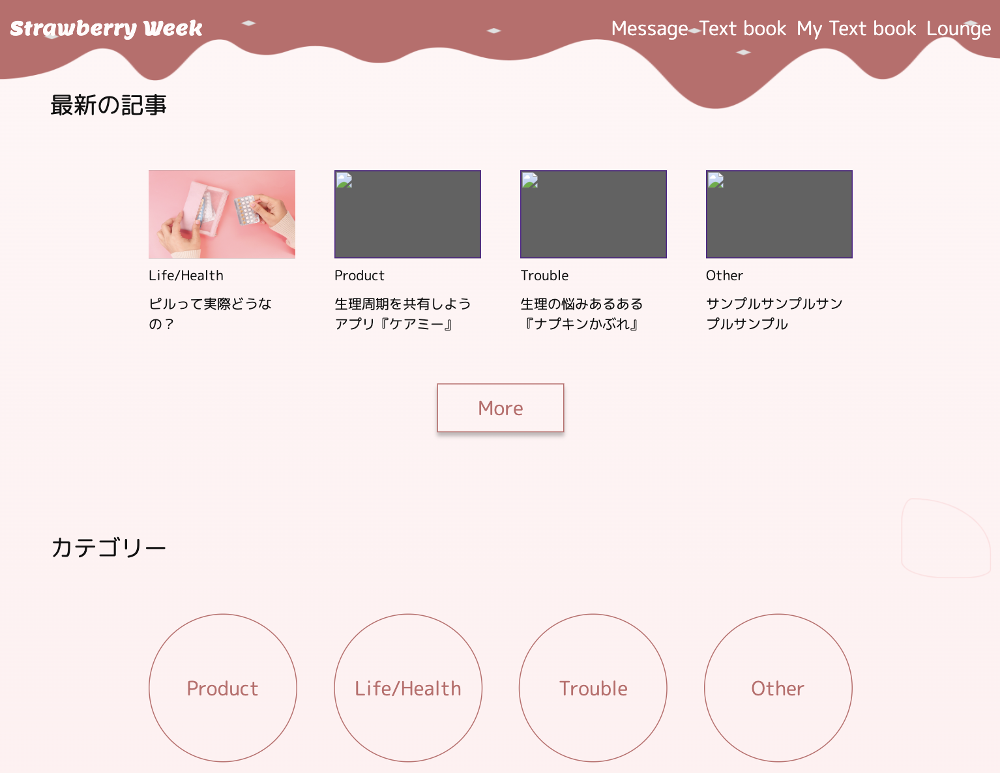 Strawberry Week
Message Text book My Text book Lounge
最新の記事
Life/Health
ピルって実際どうな
の？
Product
生理周期を共有しよう
アプリ『ケアミー』
Trouble
生理の悩みあるある
『ナプキンかぶれ』
Other
サンプルサンプルサン
プルサンプル
More
カテゴリー
Product
Life/Health
Trouble
Other